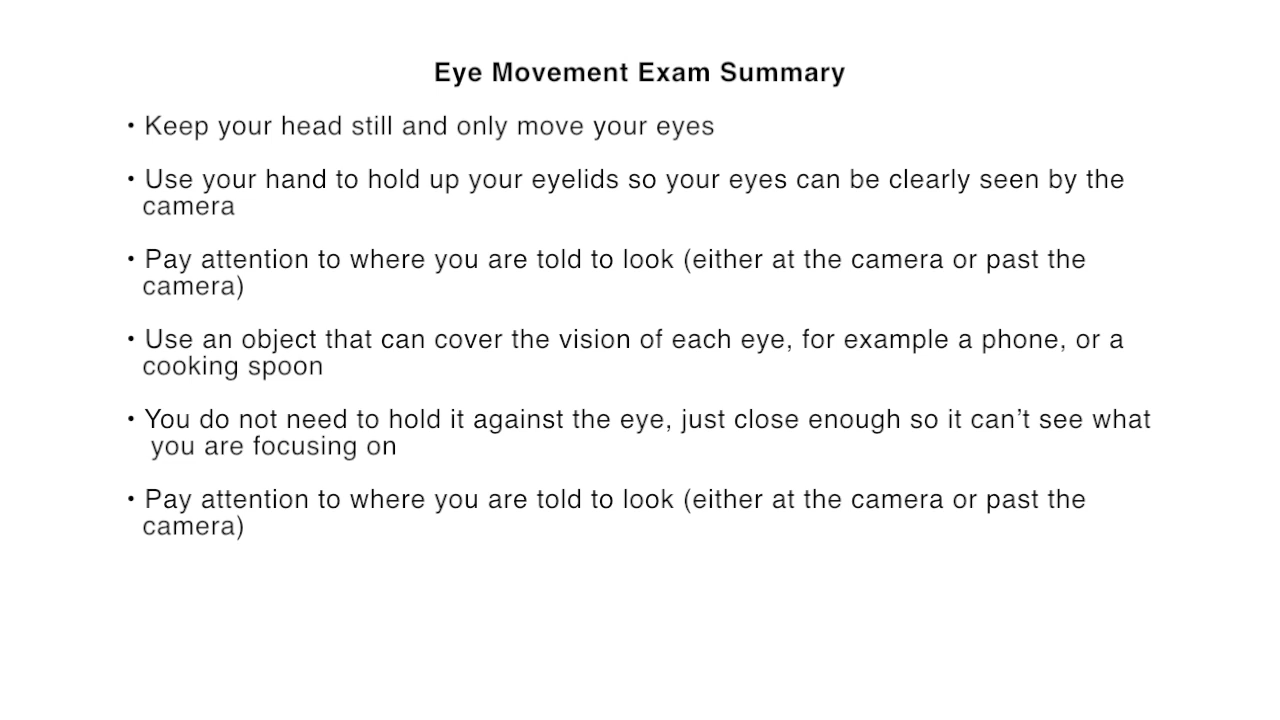 Eye Movement Exam Summary
• Keep your head still and only move your eyes
• Use your hand to hold up your eyelids so your eyes can be clearly seen by the
camera
• Pay attention to where you are told to look (either at the camera or past the
camera)
• Use an object that can cover the vision of each eye, for example a phone, or a
cooking spoon
• You do not need to hold it against the eye, just close enough so it can’t see what
you are focusing on
• Pay attention to where you are told to look (either at the camera or past the
camera)